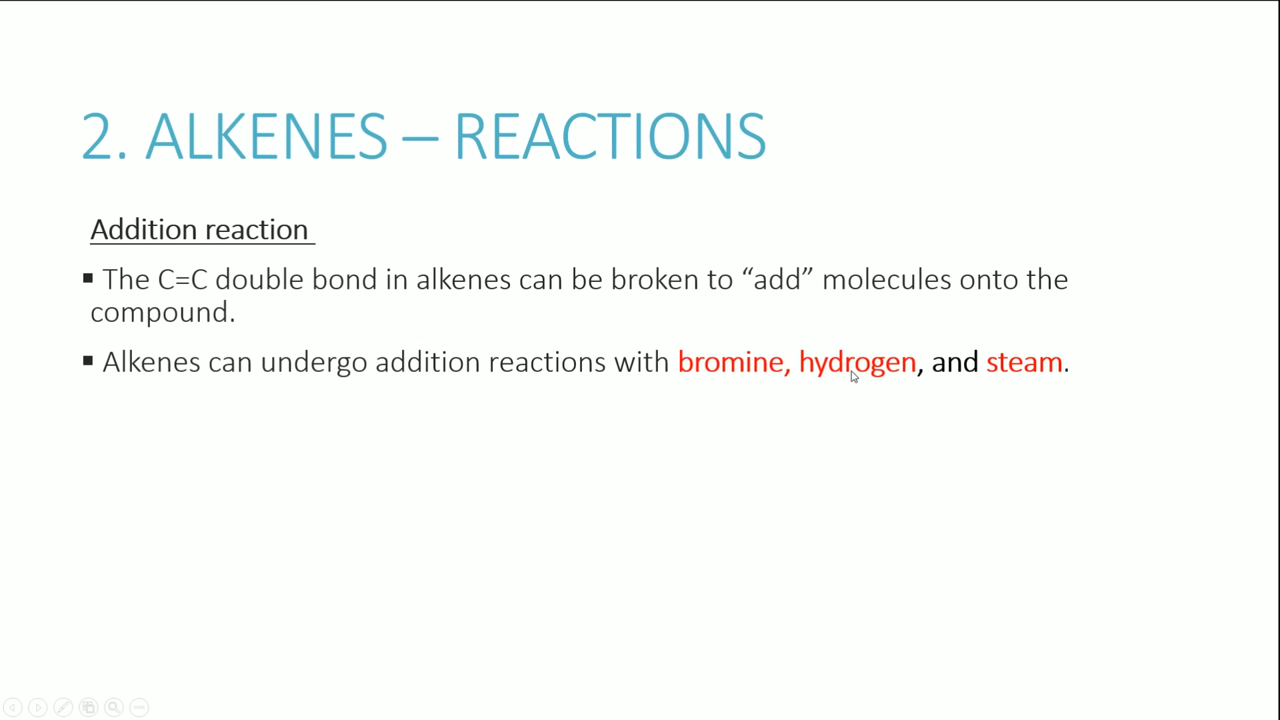 2. ALKENES – REACTIONS
Addition reaction
▪ The C=C double bond in alkenes can be broken to “add” molecules onto the
compound.
▪ Alkenes can undergo addition reactions with bromine, hydrogen, and steam.